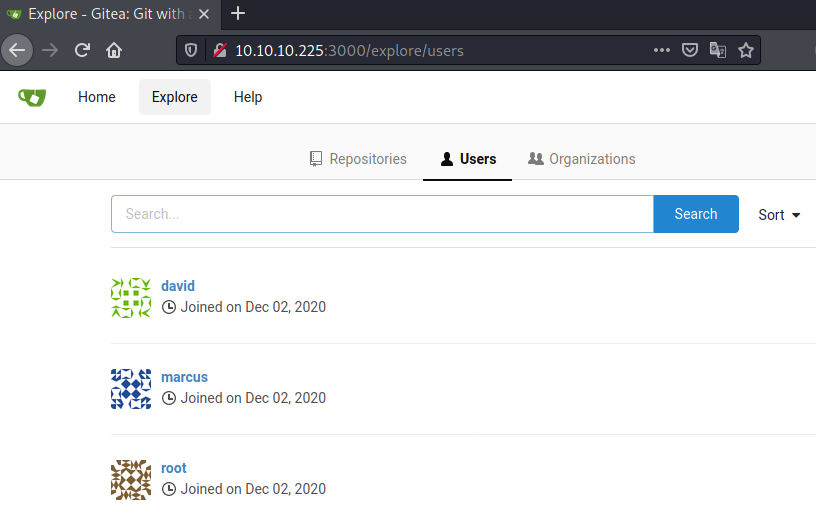 Explore - Gitea: Git with a
10.10.10.225:3000/explore/users
Home Explore Help
Repositories Users Organizations
Search... Search Sort
david
Joined on Dec 02, 2020
marcus
Joined on Dec 02, 2020
root
Joined on Dec 02, 2020